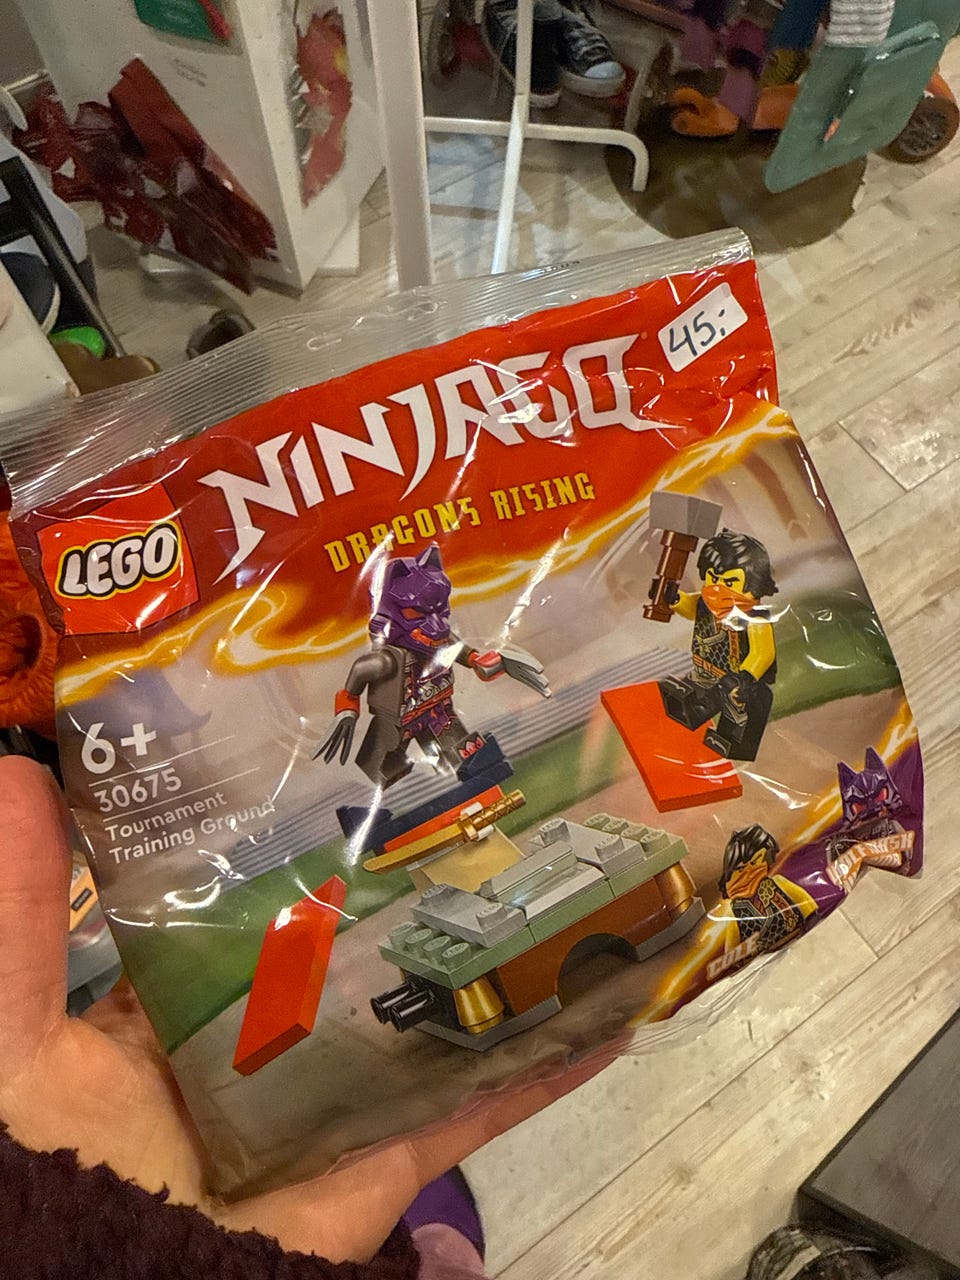 45:-
NINJAGO
DRAGONS RISING
LEGO
6+
30675
Tournament
Training Ground
COLE